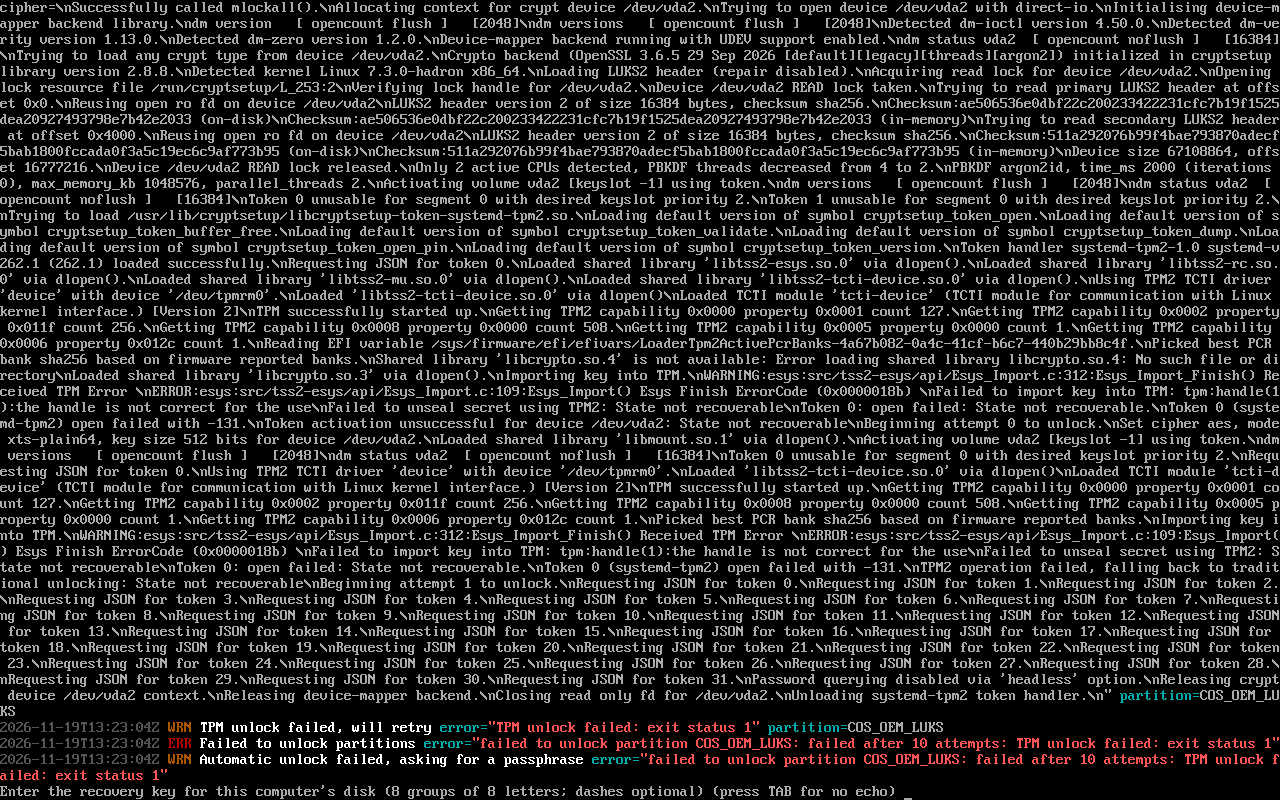 cipher=\nSuccessfully called mlockall().\nAllocating context for crypt device /dev/vda2.\nTrying to open device /dev/vda2 with direct-io.\nInitialising device-m
apper backend library.\ndm version   [ opencount flush ]   [2048]\ndm versions   [ opencount flush ]   [2048]\nDetected dm-ioctl version 4.50.0.\nDetected dm-ve
rity version 1.13.0.\nDetected dm-zero version 1.2.0.\nDevice-mapper backend running with UDEV support enabled.\ndm status vda2  [ opencount noflush ]   [16384]
\nTrying to load any crypt type from device /dev/vda2.\nCrypto backend (OpenSSL 3.6.5 29 Sep 2026 [default][legacy][threads][argon2]) initialized in cryptsetup
library version 2.8.8.\nDetected kernel Linux 7.3.0-hadron x86_64.\nLoading LUKS2 header (repair disabled).\nAcquiring read lock for device /dev/vda2.\nOpening
lock resource file /run/cryptsetup/L_253:2\nVerifying lock handle for /dev/vda2.\nDevice /dev/vda2 READ lock taken.\nTrying to read primary LUKS2 header at offs
et 0x0.\nReusing open ro fd on device /dev/vda2\nLUKS2 header version 2 of size 16384 bytes, checksum sha256.\nChecksum:ae506536e0dbf22c200233422231cfc7b19f1525
dea20927493798e7b42e2033 (on-disk)\nChecksum:ae506536e0dbf22c200233422231cfc7b19f1525dea20927493798e7b42e2033 (in-memory)\nTrying to read secondary LUKS2 header
 at offset 0x4000.\nReusing open ro fd on device /dev/vda2\nLUKS2 header version 2 of size 16384 bytes, checksum sha256.\nChecksum:511a292076b99f4bae793870adecf
5bab1800fccada0f3a5c19ec6c9af773b95 (on-disk)\nChecksum:511a292076b99f4bae793870adecf5bab1800fccada0f3a5c19ec6c9af773b95 (in-memory)\nDevice size 67108864, offs
et 16777216.\nDevice /dev/vda2 READ lock released.\nOnly 2 active CPUs detected, PBKDF threads decreased from 4 to 2.\nPBKDF argon2id, time_ms 2000 (iterations
0), max_memory_kb 1048576, parallel_threads 2.\nActivating volume vda2 [keyslot -1] using token.\ndm versions   [ opencount flush ]   [2048]\ndm status vda2  [
opencount noflush ]   [16384]\nToken 0 unusable for segment 0 with desired keyslot priority 2.\nToken 1 unusable for segment 0 with desired keyslot priority 2.\
nTrying to load /usr/lib/cryptsetup/libcryptsetup-token-systemd-tpm2.so.\nLoading default version of symbol cryptsetup_token_open.\nLoading default version of s
ymbol cryptsetup_token_buffer_free.\nLoading default version of symbol cryptsetup_token_validate.\nLoading default version of symbol cryptsetup_token_dump.\nLoa
ding default version of symbol cryptsetup_token_open_pin.\nLoading default version of symbol cryptsetup_token_version.\nToken handler systemd-tpm2-1.0 systemd-v
262.1 (262.1) loaded successfully.\nRequesting JSON for token 0.\nLoaded shared library 'libtss2-esys.so.0' via dlopen().\nLoaded shared library 'libtss2-rc.so.
0' via dlopen().\nLoaded shared library 'libtss2-mu.so.0' via dlopen()\nLoaded shared library 'libtss2-tcti-device.so.0' via dlopen()\nUsing TPM2 TCTI driver
'device' with device '/dev/tpmrm0'.\nLoaded 'libtss2-tcti-device.so.0' via dlopen()\nLoaded TCTI module 'tcti-device' (TCTI module for communication with Linux
kernel interface.) [Version 2]\nTPM successfully started up.\nGetting TPM2 capability 0x0000 property 0x0001 count 127.\nGetting TPM2 capability 0x0002 property
 0x011f count 256.\nGetting TPM2 capability 0x0008 property 0x0000 count 508.\nGetting TPM2 capability 0x0005 property 0x0000 count 1.\nGetting TPM2 capability
0x0006 property 0x012c count 1.\nReading EFI variable /sys/firmware/efi/efivars/LoaderTpm2ActivePcrBanks-4a67b082-0a4c-41cf-b6c7-440b29bb8c4f.\nPicked best PCR
bank sha256 based on firmware reported banks.\nShared library 'libcrypto.so.4' is not available: Error loading shared library libcrypto.so.4: No such file or di
rectory\nLoaded shared library 'libcrypto.so.3' via dlopen().\nImporting key into TPM.\nWARNING:esys:src/tss2-esys/api/Esys_Import.c:312:Esys_Import_Finish() Re
ceived TPM Error \nERROR:esys:src/tss2-esys/api/Esys_Import.c:109:Esys_Import() Esys Finish ErrorCode (0x0000018b) \nFailed to import key into TPM: tpm:handle(1
):the handle is not correct for the use\nFailed to unseal secret using TPM2: State not recoverable\nToken 0: open failed: State not recoverable.\nToken 0 (syste
md-tpm2) open failed with -131.\nToken activation unsuccessful for device /dev/vda2: State not recoverable\nBeginning attempt 0 to unlock.\nSet cipher aes, mode
 xts-plain64, key size 512 bits for device /dev/vda2.\nLoaded shared library 'libmount.so.1' via dlopen().\nActivating volume vda2 [keyslot -1] using token.\ndm
 versions   [ opencount flush ]   [2048]\ndm status vda2  [ opencount noflush ]   [16384]\nToken 0 unusable for segment 0 with desired keyslot priority 2.\nRequ
esting JSON for token 0.\nUsing TPM2 TCTI driver 'device' with device '/dev/tpmrm0'.\nLoaded 'libtss2-tcti-device.so.0' via dlopen()\nLoaded TCTI module 'tcti-d
evice' (TCTI module for communication with Linux kernel interface.) [Version 2]\nTPM successfully started up.\nGetting TPM2 capability 0x0000 property 0x0001 co
unt 127.\nGetting TPM2 capability 0x0002 property 0x011f count 256.\nGetting TPM2 capability 0x0008 property 0x0000 count 508.\nGetting TPM2 capability 0x0005 p
roperty 0x0000 count 1.\nGetting TPM2 capability 0x0006 property 0x012c count 1.\nPicked best PCR bank sha256 based on firmware reported banks.\nImporting key i
nto TPM.\nWARNING:esys:src/tss2-esys/api/Esys_Import.c:312:Esys_Import_Finish() Received TPM Error \nERROR:esys:src/tss2-esys/api/Esys_Import.c:109:Esys_Import(
) Esys Finish ErrorCode (0x0000018b) \nFailed to import key into TPM: tpm:handle(1):the handle is not correct for the use\nFailed to unseal secret using TPM2: S
tate not recoverable\nToken 0: open failed: State not recoverable.\nToken 0 (systemd-tpm2) open failed with -131.\nTPM2 operation failed, falling back to tradit
ional unlocking: State not recoverable\nBeginning attempt 1 to unlock.\nRequesting JSON for token 0.\nRequesting JSON for token 1.\nRequesting JSON for token 2.
\nRequesting JSON for token 3.\nRequesting JSON for token 4.\nRequesting JSON for token 5.\nRequesting JSON for token 6.\nRequesting JSON for token 7.\nRequesti
ng JSON for token 8.\nRequesting JSON for token 9.\nRequesting JSON for token 10.\nRequesting JSON for token 11.\nRequesting JSON for token 12.\nRequesting JSON
 for token 13.\nRequesting JSON for token 14.\nRequesting JSON for token 15.\nRequesting JSON for token 16.\nRequesting JSON for token 17.\nRequesting JSON for
token 18.\nRequesting JSON for token 19.\nRequesting JSON for token 20.\nRequesting JSON for token 21.\nRequesting JSON for token 22.\nRequesting JSON for token
 23.\nRequesting JSON for token 24.\nRequesting JSON for token 25.\nRequesting JSON for token 26.\nRequesting JSON for token 27.\nRequesting JSON for token 28.\
nRequesting JSON for token 29.\nRequesting JSON for token 30.\nRequesting JSON for token 31.\nPassword querying disabled via 'headless' option.\nReleasing crypt
 device /dev/vda2 context.\nReleasing device-mapper backend.\nClosing read only fd for /dev/vda2.\nUnloading systemd-tpm2 token handler.\n" partition=COS_OEM_LU
KS
2026-11-19T13:23:04Z WRN TPM unlock failed, will retry error="TPM unlock failed: exit status 1" partition=COS_OEM_LUKS
2026-11-19T13:23:04Z ERR Failed to unlock partitions error="failed to unlock partition COS_OEM_LUKS: failed after 10 attempts: TPM unlock failed: exit status 1"
2026-11-19T13:23:04Z WRN Automatic unlock failed, asking for a passphrase error="failed to unlock partition COS_OEM_LUKS: failed after 10 attempts: TPM unlock f
ailed: exit status 1"
Enter the recovery key for this computer's disk (8 groups of 8 letters; dashes optional) (press TAB for no echo) _